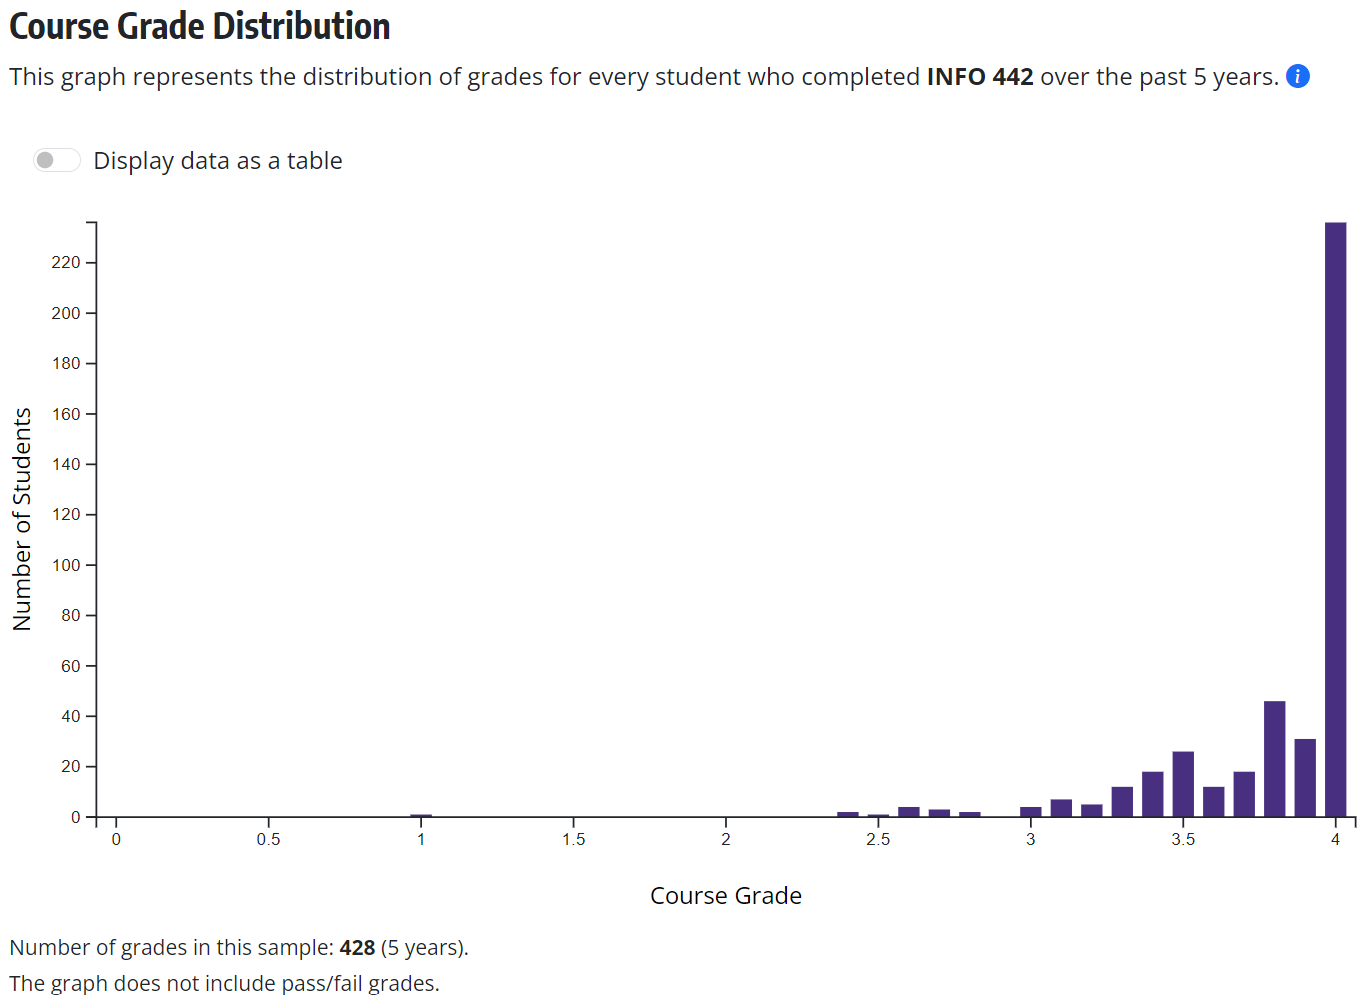 Course Grade Distribution
This graph represents the distribution of grades for every student who completed INFO 442 over the past 5 years. i
Display data as a table
Number of Students
220
200
180
160
140
120
100
80
60
40
20
0
0 0.5 1 1.5 2 2.5 3 3.5 4
Course Grade
Number of grades in this sample: 428 (5 years).
The graph does not include pass/fail grades.